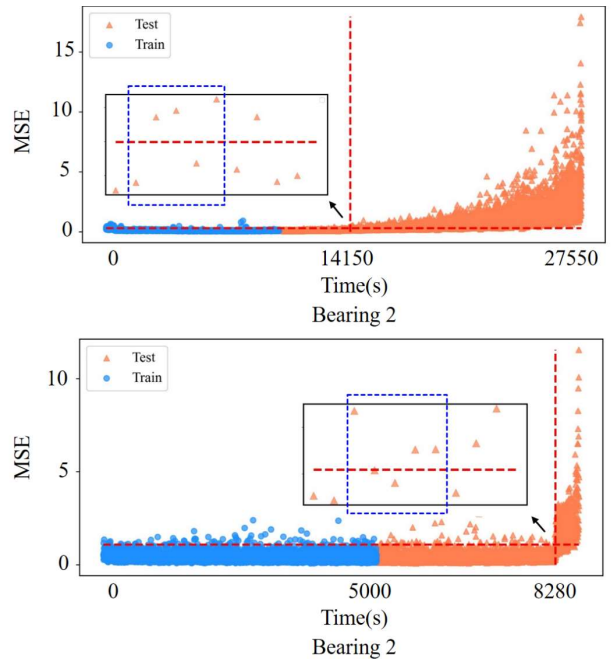 Test
Train
MSE
15
10
5
0
0 14150 27550
Time(s)
Bearing 2
Test
Train
MSE
10
5
0
0 5000 8280
Time(s)
Bearing 2